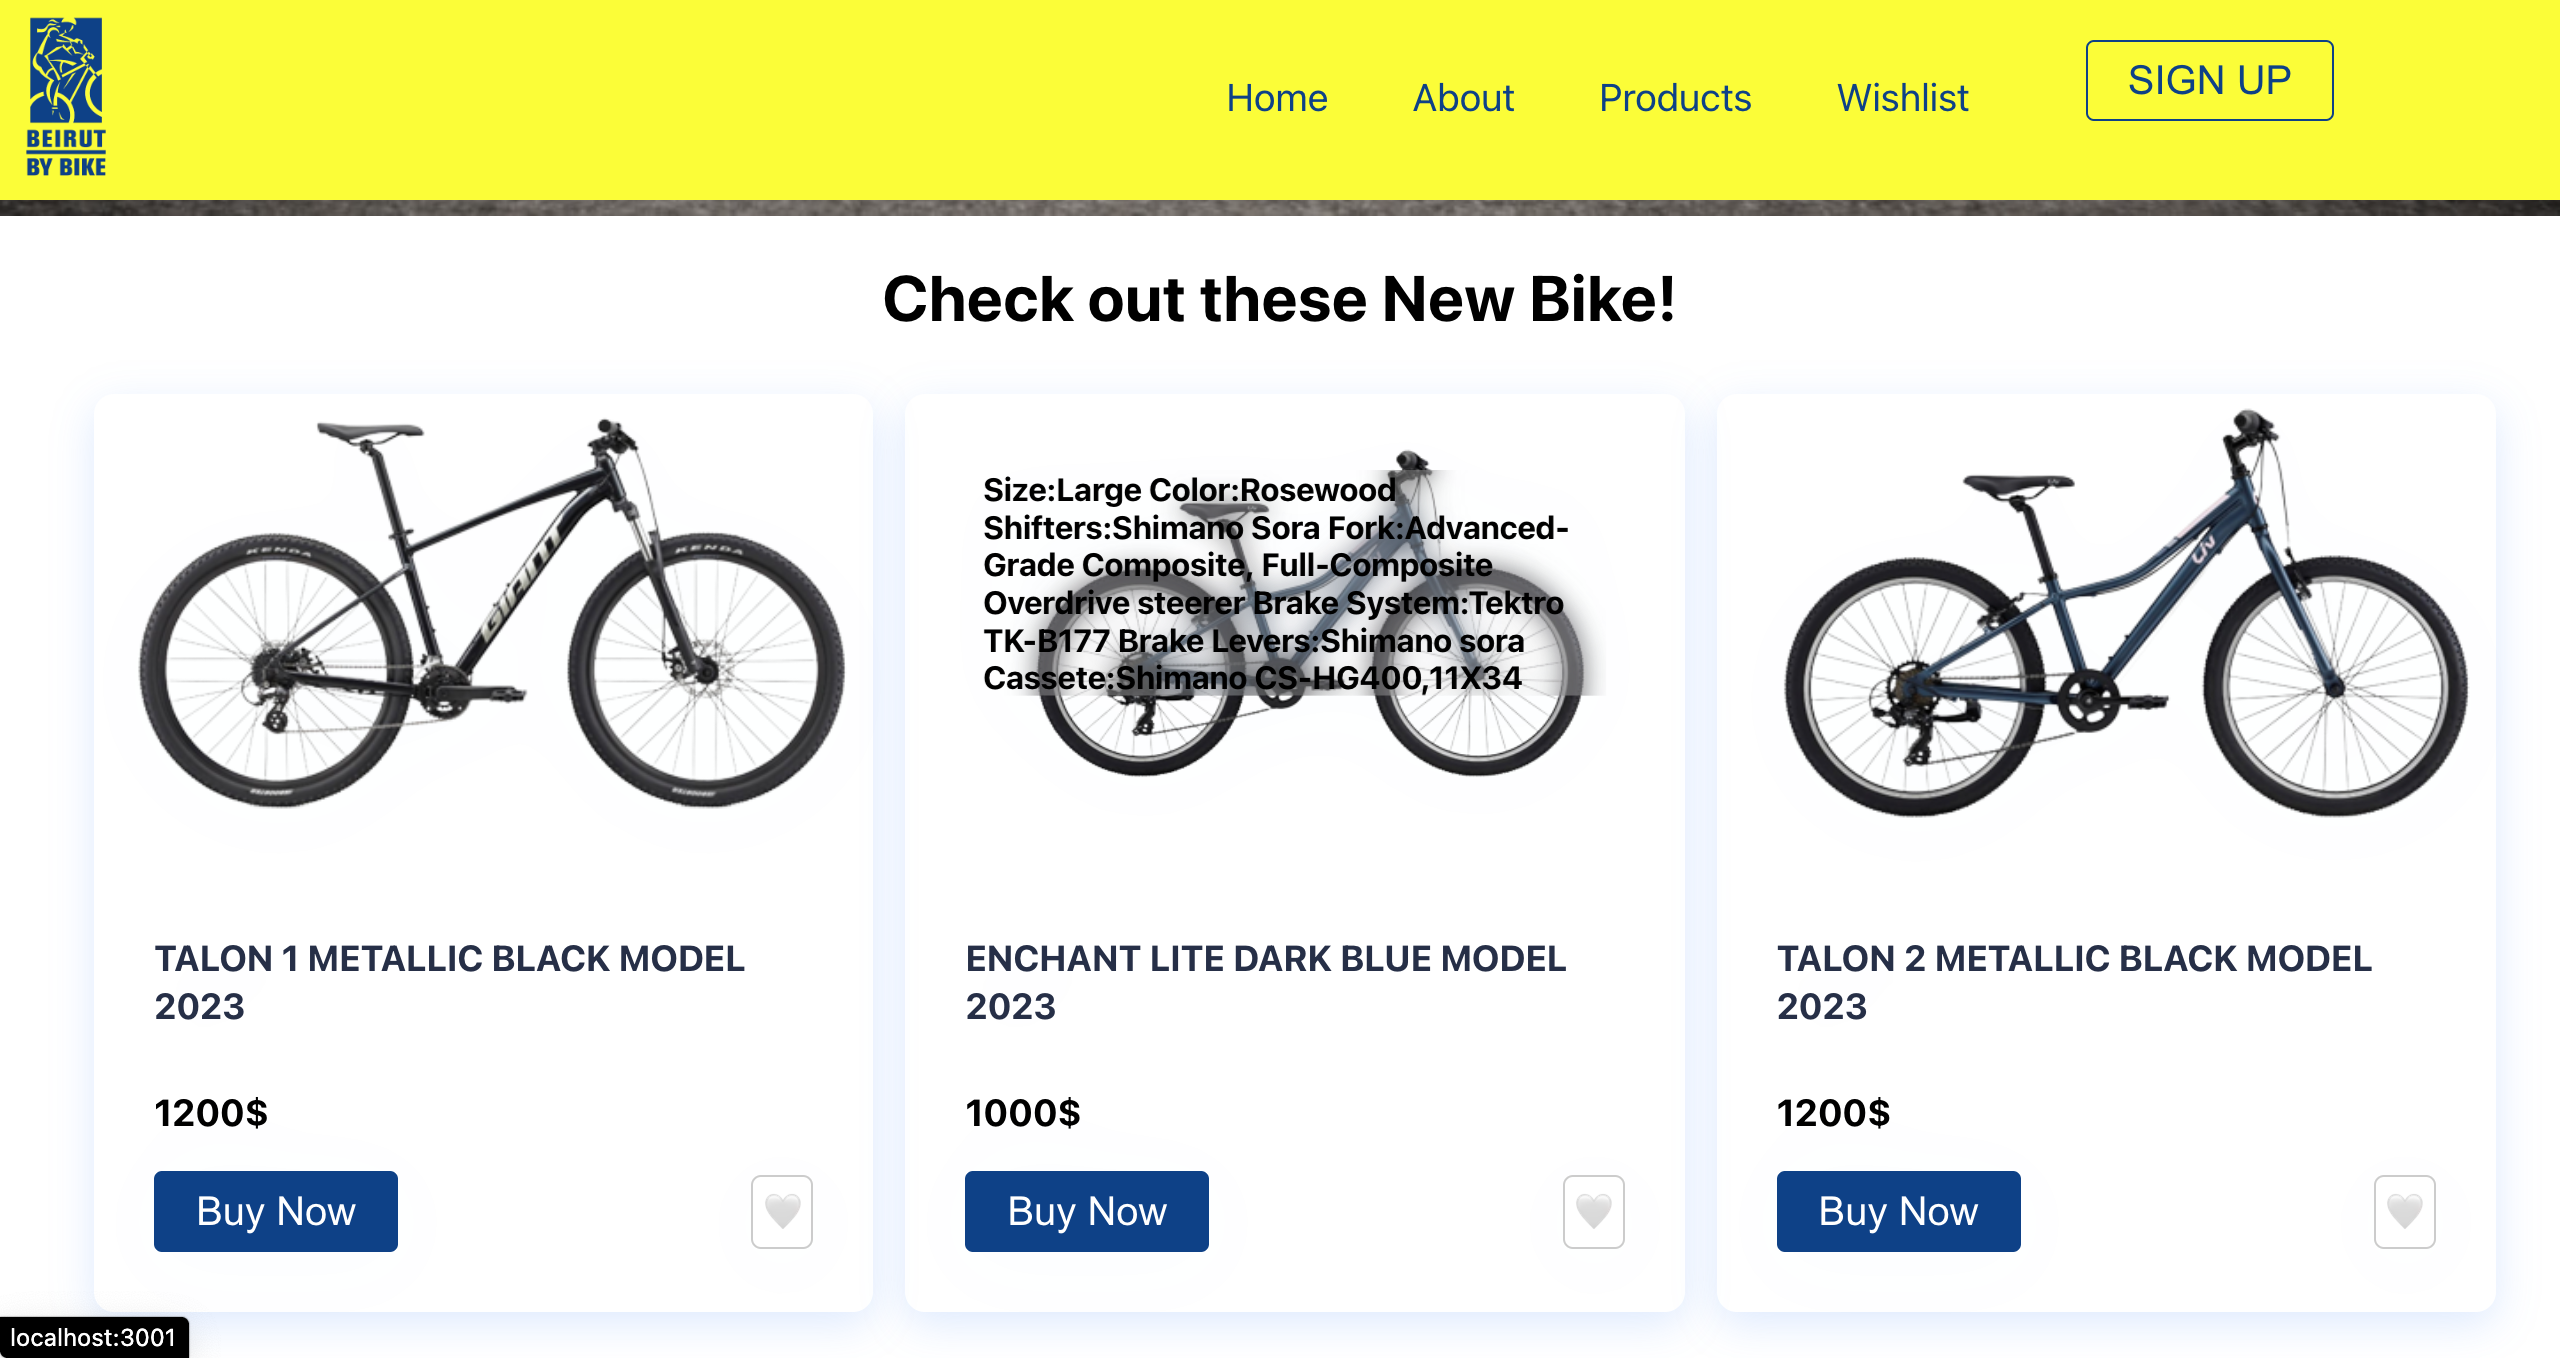 BEIRUT
BY BIKE
Home
About
Products
Wishlist
SIGN UP
Check out these New Bike!
KENDA
KENDA
GIANT
Size:Large Color:Rosewood
Shifters:Shimano Sora Fork:Advanced-
Grade Composite, Full-Composite
Overdrive steerer Brake System:Tektro
TK-B177 Brake Levers:Shimano sora
Cassete:Shimano CS-HG400,11X34
Liv
TALON 1 METALLIC BLACK MODEL
2023
1200$
Buy Now
ENCHANT LITE DARK BLUE MODEL
2023
1000$
Buy Now
TALON 2 METALLIC BLACK MODEL
2023
1200$
Buy Now
localhost:3001